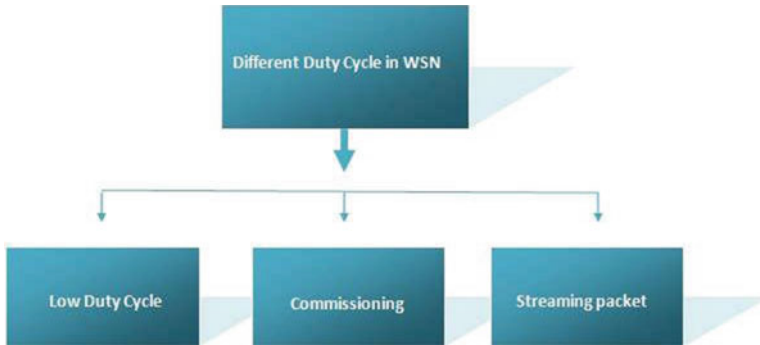 Different Duty Cycle in WSN
Low Duty Cycle
Commissioning
Streaming packet